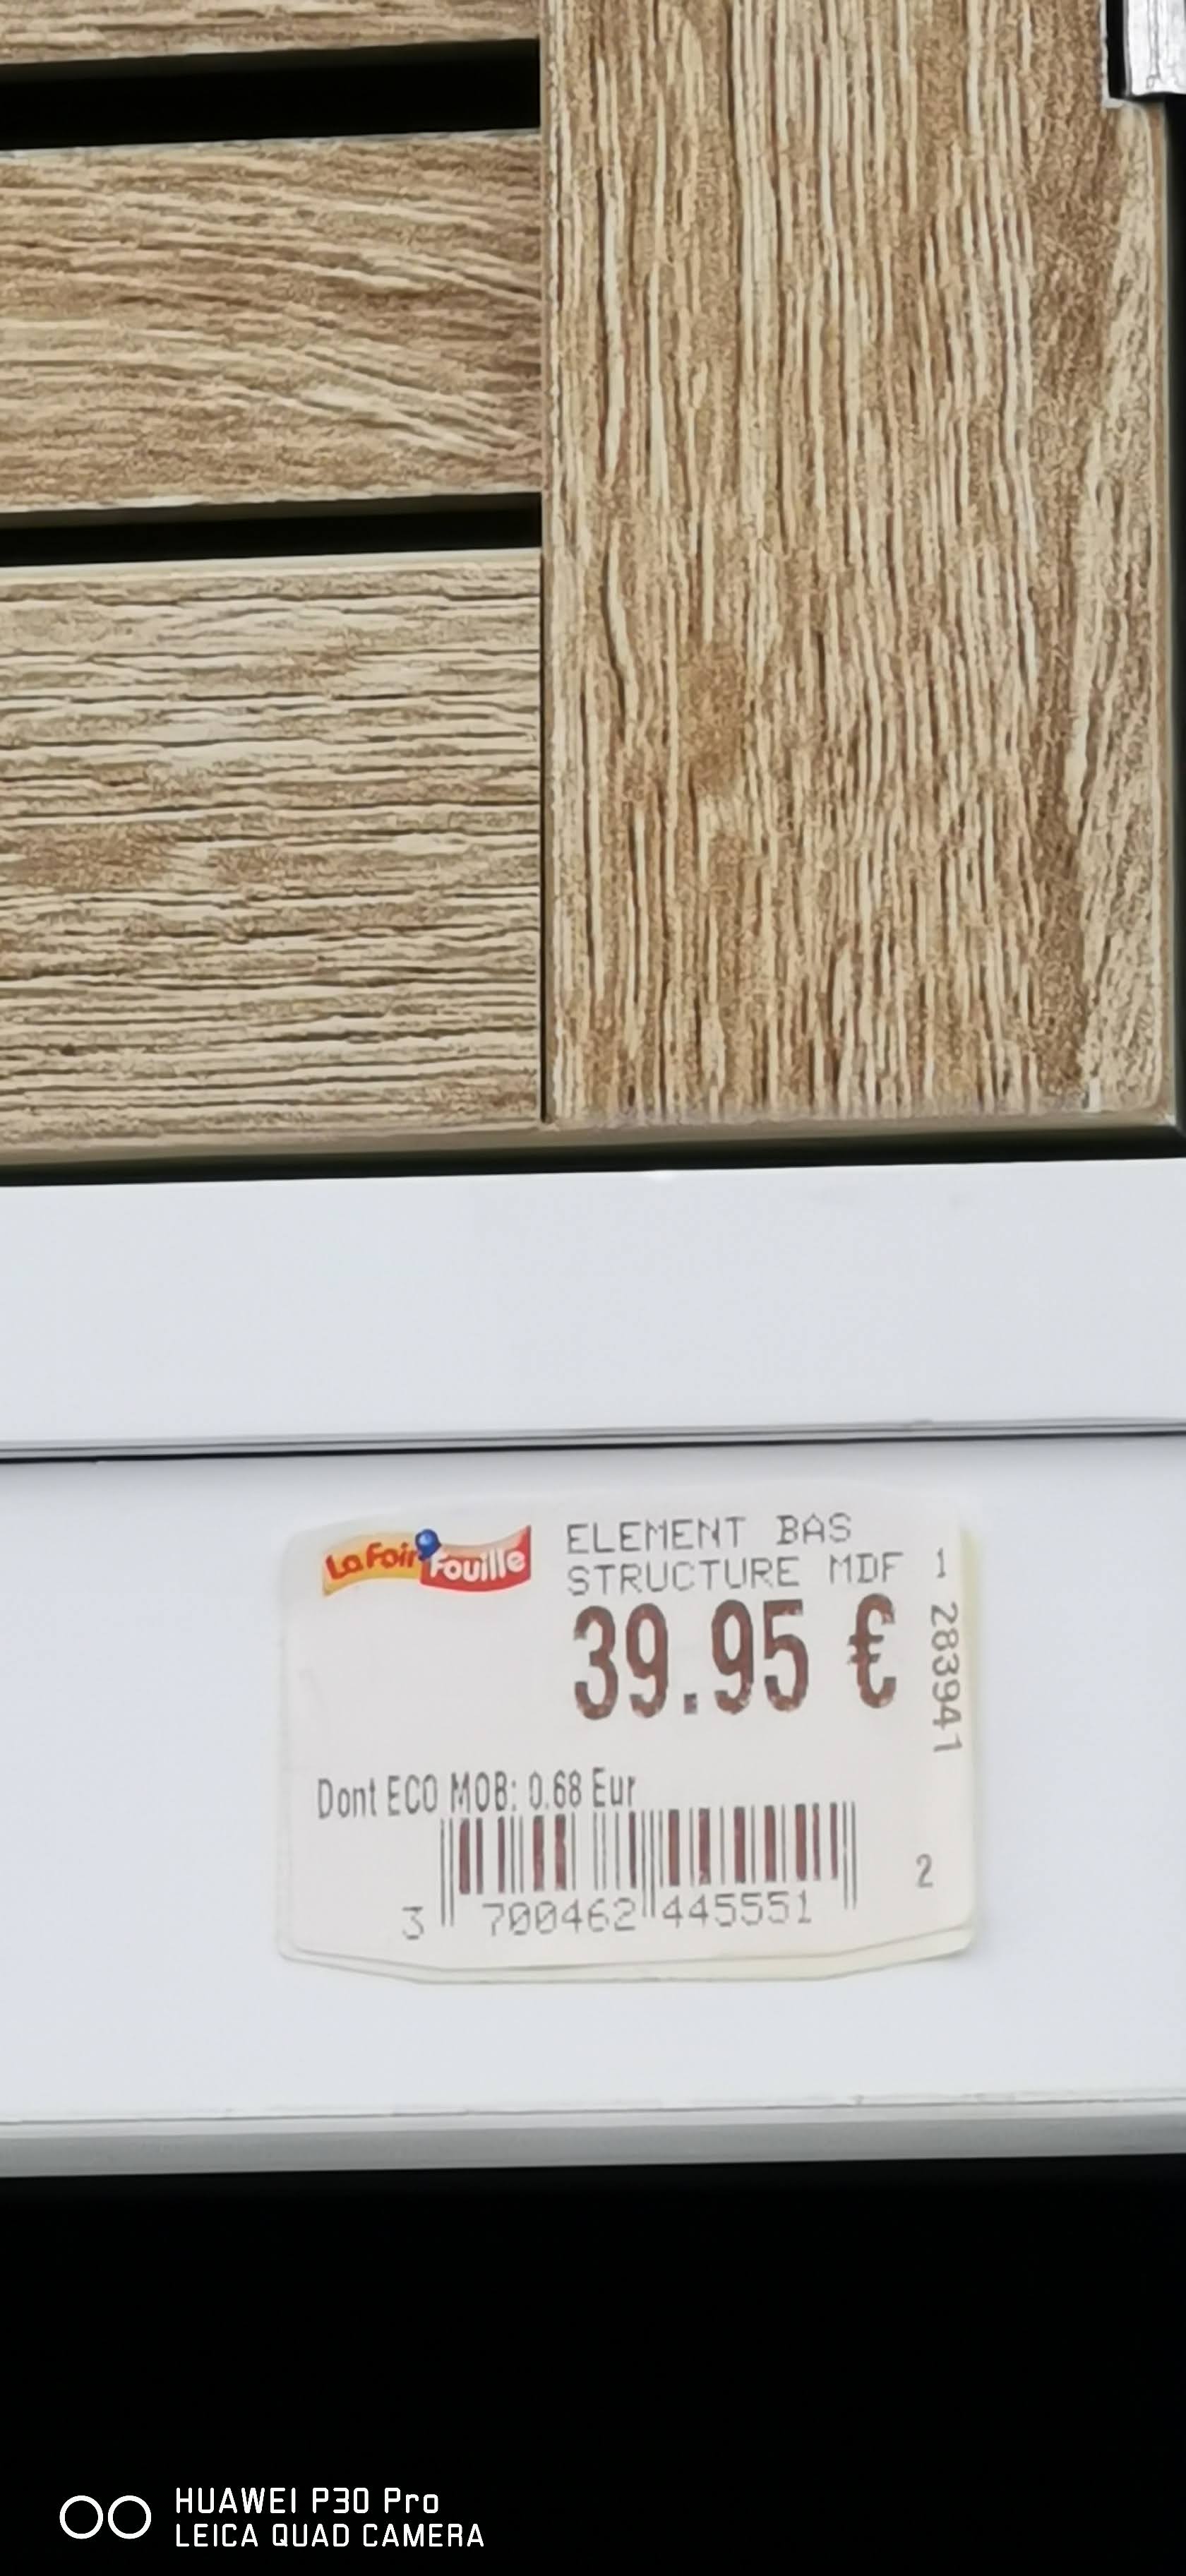 La Foir'Fouille
ELEMENT BAS
STRUCTURE MDF 1
39.95 €
283941
Dont ECO MOB: 0.68 Eur
2
3 700462 445551
HUAWEI P30 Pro
LEICA QUAD CAMERA